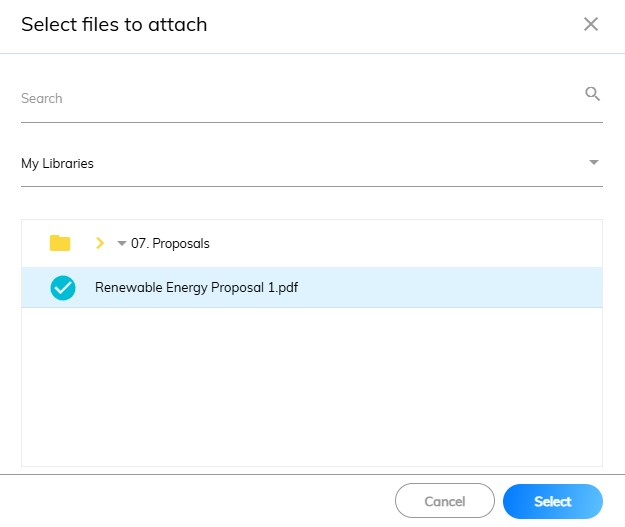 Select files to attach
Search
My Libraries
07. Proposals
Renewable Energy Proposal 1.pdf
Cancel
Select